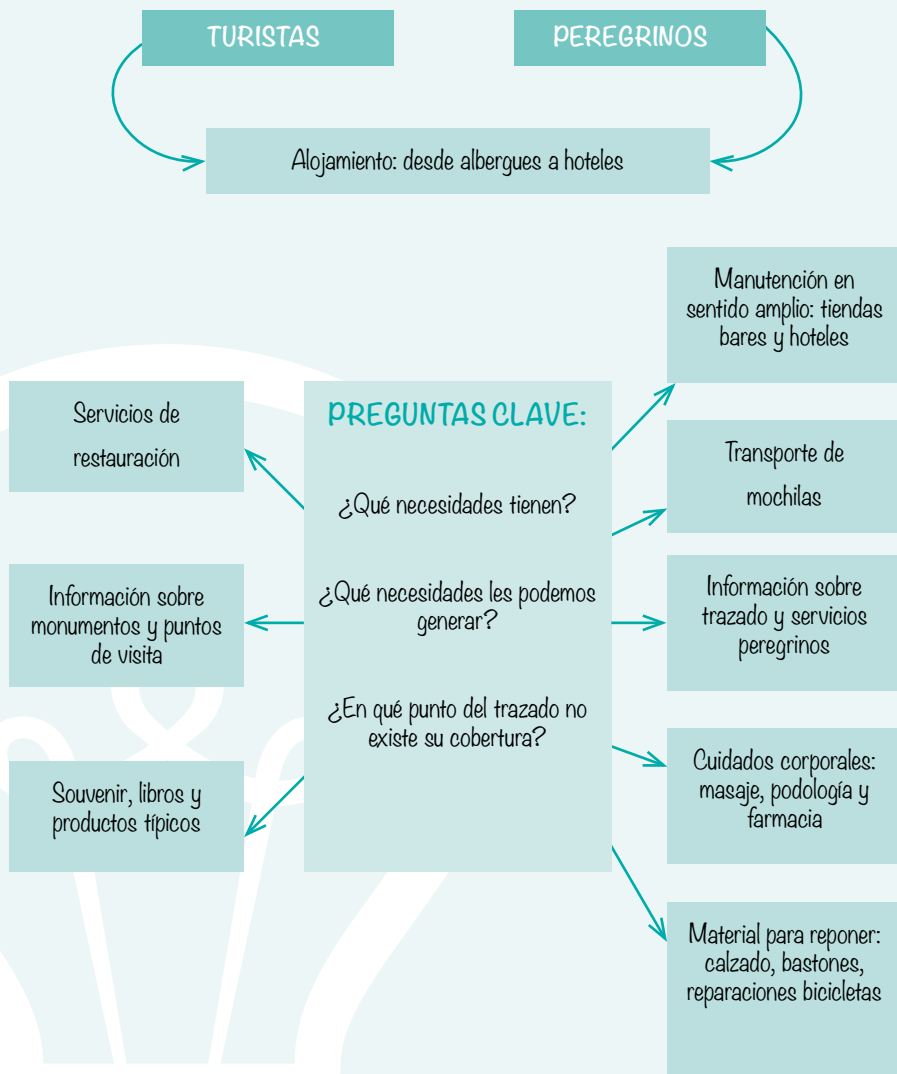 TURISTAS
PEREGRINOS
Alojamiento: desde albergues a hoteles
Servicios de
restauración
Información sobre
monumentos y puntos
de visita
Souvenir, libros y
productos típicos
PREGUNTAS CLAVE:
¿Qué necesidades tienen?
¿Qué necesidades les podemos
generar?
¿En qué punto del trazado no
existe su cobertura?
Manutención en
sentido amplio: tiendas
bares y hoteles
Transporte de
mochilas
Información sobre
trazado y servicios
peregrinos
Cuidados corporales:
masaje, podología y
farmacia
Material para reponer:
calzado, bastones,
reparaciones bicicletas